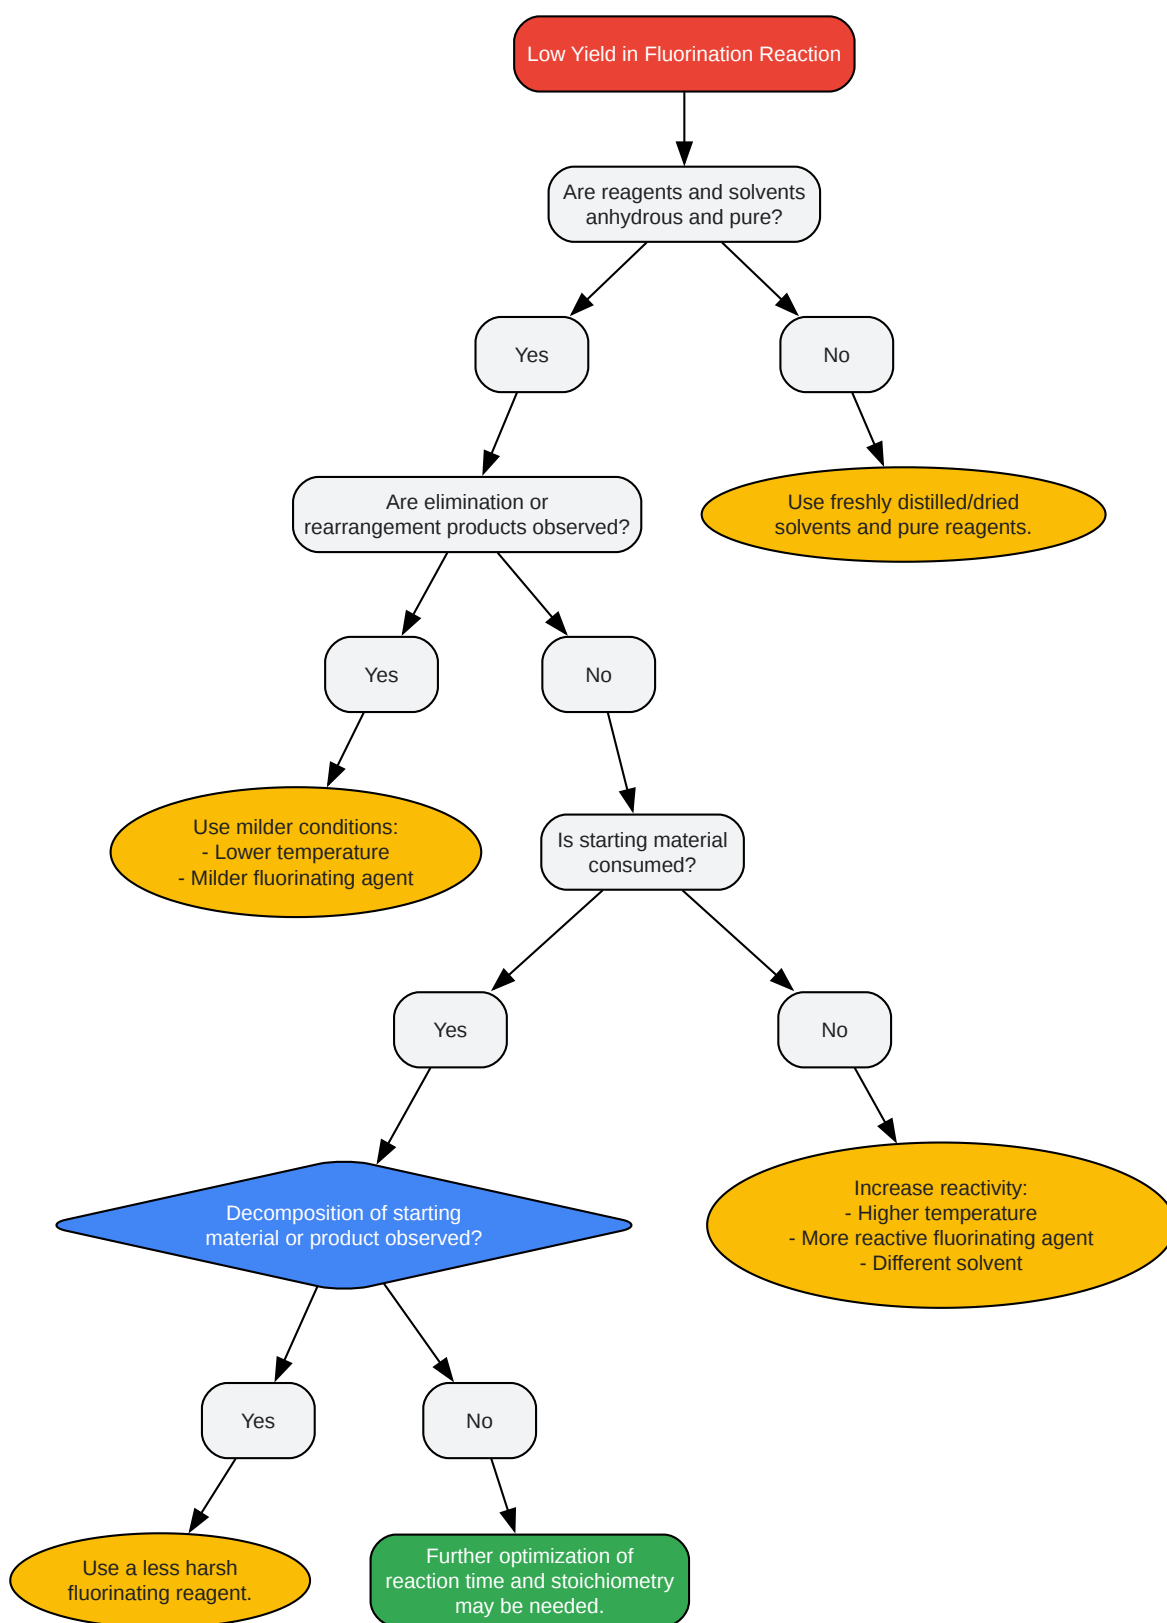 Low Yield in Fluorination Reaction
Are reagents and solvents
anhydrous and pure?
Yes
No
Are elimination or
rearrangement products observed?
Use freshly distilled/dried
solvents and pure reagents.
Yes
No
Use milder conditions:
- Lower temperature
- Milder fluorinating agent
Is starting material
consumed?
Yes
No
Decomposition of starting
material or product observed?
Increase reactivity:
- Higher temperature
- More reactive fluorinating agent
- Different solvent
Yes
No
Use a less harsh
fluorinating reagent.
Further optimization of
reaction time and stoichiometry
may be needed.